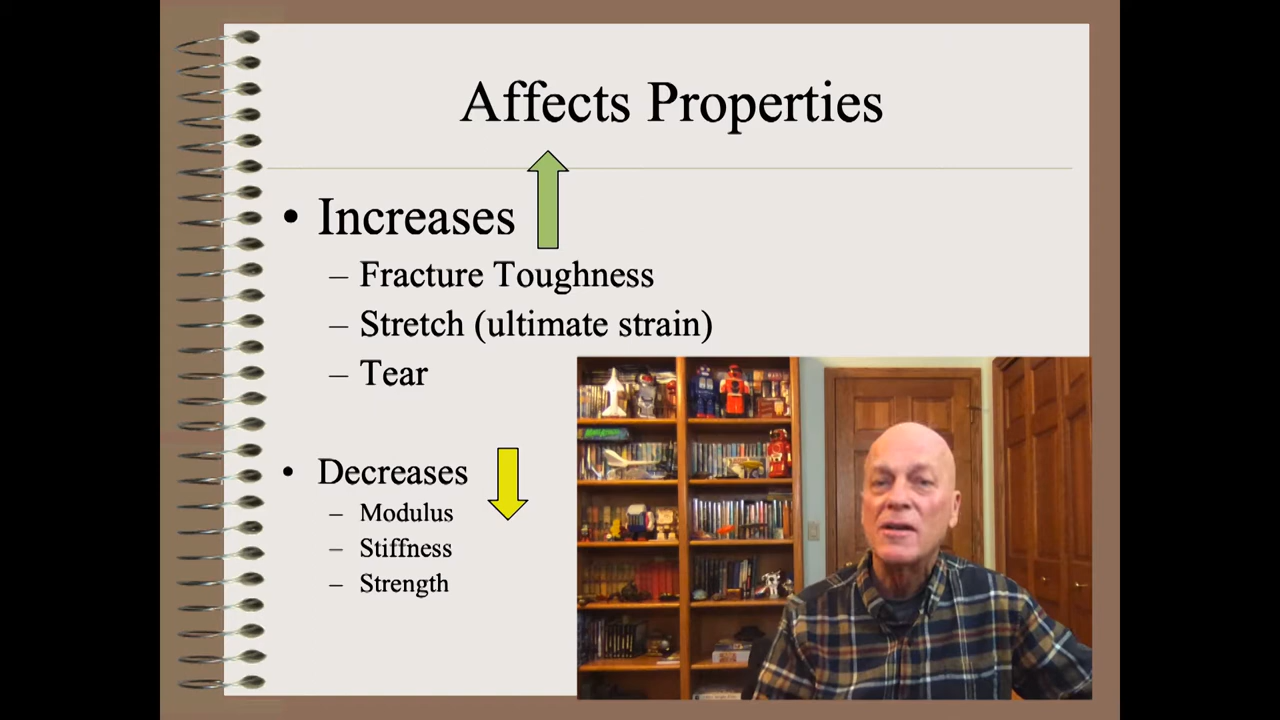 Affects Properties
• Increases
– Fracture Toughness
– Stretch (ultimate strain)
– Tear
• Decreases
– Modulus
– Stiffness
– Strength